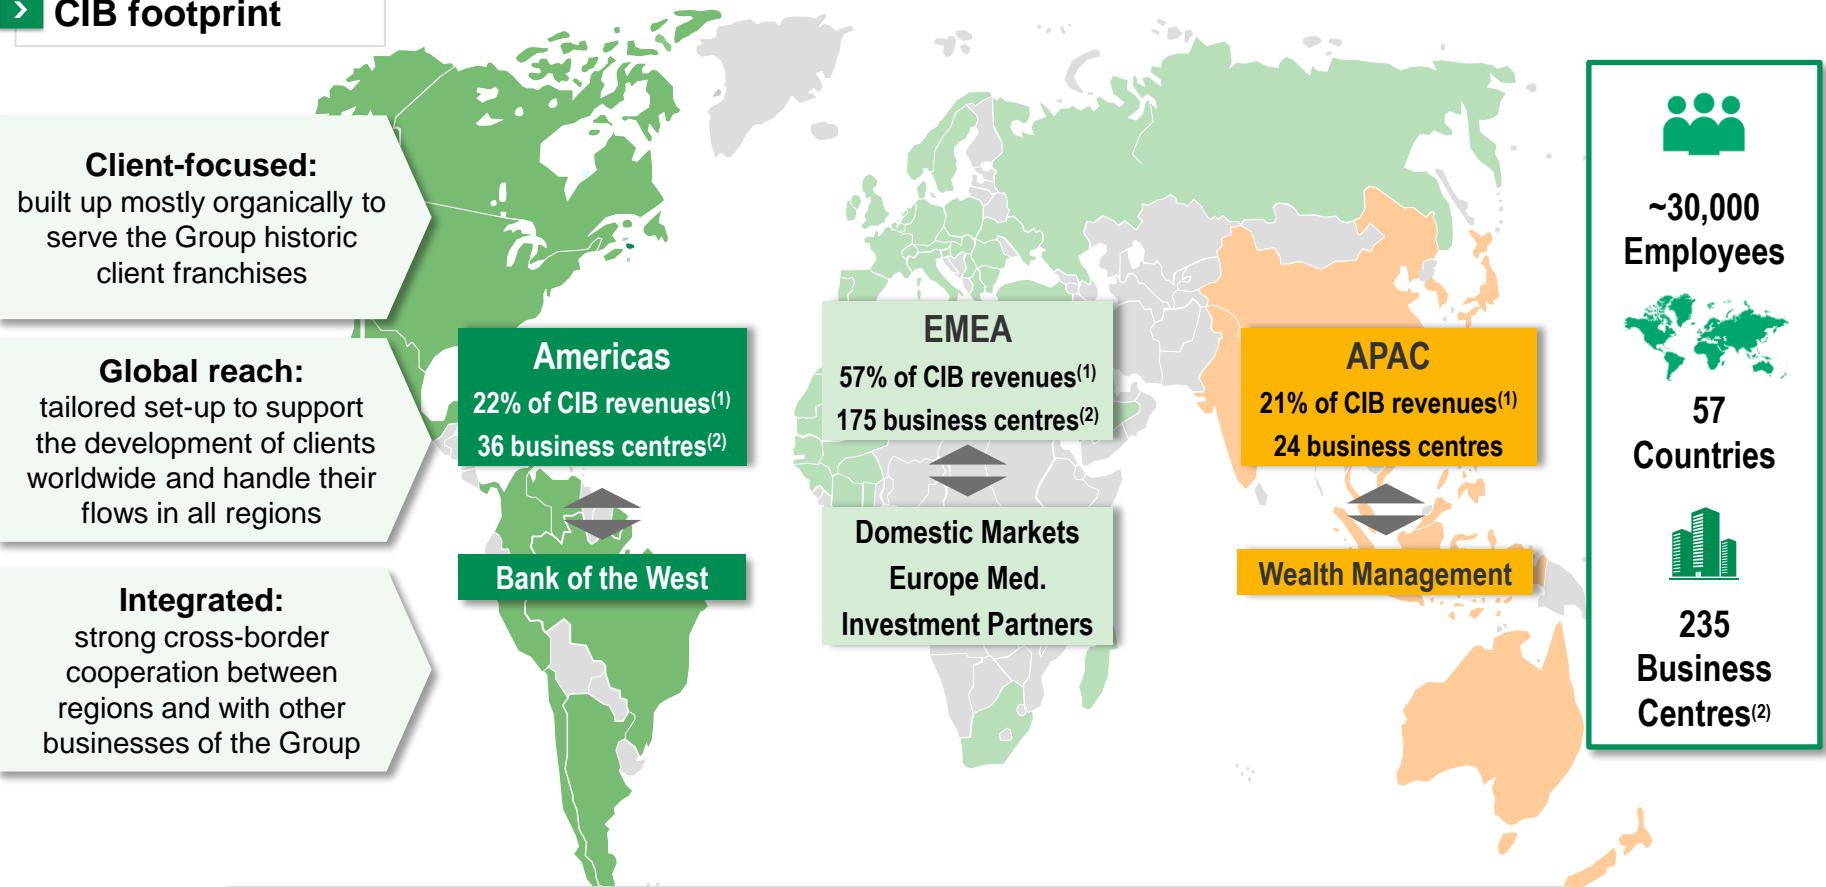 CIB footprint
Client-focused:
built up mostly organically to
serve the Group historic
client franchises
Global reach:
tailored set-up to support
the development of clients
worldwide and handle their
flows in all regions
Integrated:
strong cross-border
cooperation between
regions and with other
businesses of the Group
Americas
22% of CIB revenues(1)
36 business centres(2)
Bank of the West
EMEA
57% of CIB revenues(1)
175 business centres(2)
Domestic Markets
Europe Med.
Investment Partners
APAC
21% of CIB revenues(1)
24 business centres
Wealth Management
~30,000
Employees
57
Countries
235
Business
Centres(2)